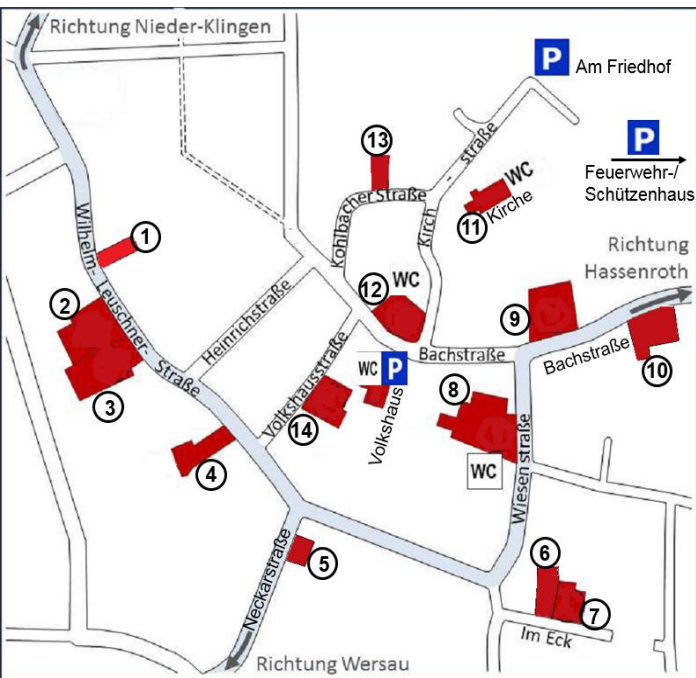 Richtung Nieder-Klingen
P Am Friedhof
P
Feuerwehr-/
Schützenhaus
13
WC
Kirch - straße
Kohlbacher Straße
11
Kirche
1
Wilhelm- Leuschner- Straße
Richtung
Hassenroth
2
12
WC
9
Heinrichstraße
Bachstraße
Bachstraße
10
3
WC P
Volkshaus
8
Volkshausstraße
14
4
WC
Wiesenstraße
Neckarstraße
5
6
7
Im Eck
Richtung Wersau